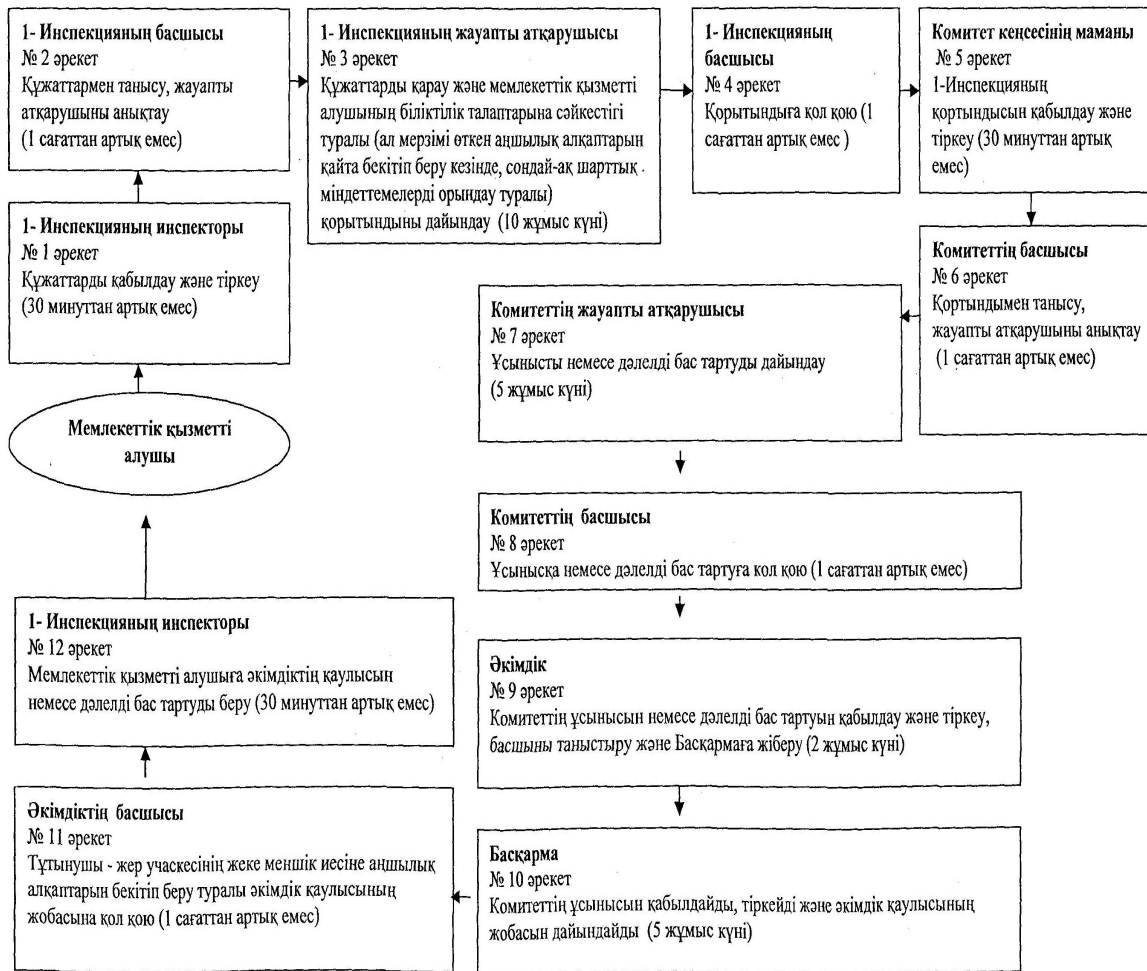 1- Инспекцияның басшысы
№ 2 әрекет
Құжаттармен танысу, жауапты
атқарушыны анықтау
(1 сағаттан артық емес)
1- Инспекцияның жауапты атқарушысы
№ 3 әрекет
Құжаттарды қарау және мемлекеттік қызметті
алушының біліктілік талаптарына сәйкестігі
туралы (ал мерзімі өткен аңшылық алқаптарын
қайта бекітіп беру кезінде, сондай-ақ шарттық
міндеттемелерді орындау туралы)
қорытындыны дайындау (10 жұмыс күні)
1- Инспекцияның
басшысы
№ 4 әрекет
Қорытындыға қол қою (1
сағаттан артық емес )
Комитет кеңсесінің маманы
№ 5 әрекет
1-Инспекцияның
қортындысын қабылдау және
тіркеу (30 минуттан артық
емес)
1- Инспекцияның инспекторы
№ 1 әрекет
Құжаттарды қабылдау және тіркеу
(30 минуттан артық емес)
Комитеттің басшысы
№ 6 әрекет
Қортындымен танысу,
жауапты атқарушыны анықтау
(1 сағаттан артық емес)
Комитеттің жауапты атқарушысы
№ 7 әрекет
Ұсынысты немесе дәлелді бас тартуды дайындау
(5 жұмыс күні)
Мемлекеттік қызметті
алушы
Комитеттің басшысы
№ 8 әрекет
Ұсынысқа немесе дәлелді бас тартуға кол қою (1 сағаттан артық емес)
1- Инспекцияның инспекторы
№ 12 әрекет
Мемлекеттік қызметті алушыға әкімдіктің қаулысын
немесе дәлелді бас тартуды беру (30 минуттан артық емес)
Әкімдік
№ 9 әрекет
Комитеттің ұсынысын немесе дәлелді бас тартуын қабылдау және тіркеу,
басшыны таныстыру және Басқармаға жіберу (2 жұмыс күні)
Әкімдіктің басшысы
№ 11 әрекет
Тұтынушы - жер учаскесінің жеке меншік иесіне аңшылық
алқаптарын бекітіп беру туралы әкімдік қаулысының
жобасына қол қою (1 сағаттан артық емес)
Басқарма
№ 10 әрекет
Комитеттің ұсынысын қабылдайды, тіркейді және әкімдік қаулысының
жобасын дайындайды (5 жұмыс күні)